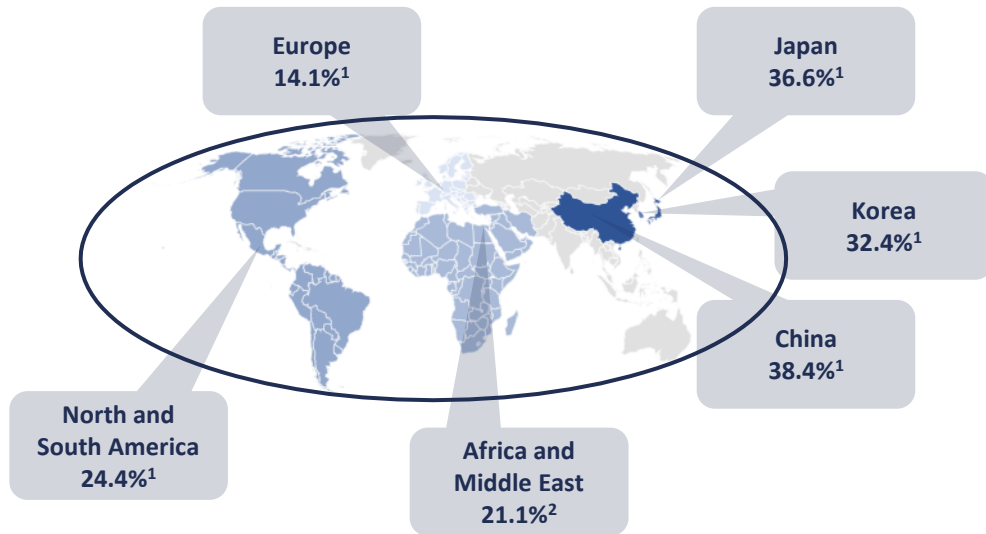 Europe
14.1%¹
Japan
36.6%¹
Korea
32.4%¹
China
38.4%¹
North and
South America
24.4%¹
Africa and
Middle East
21.1%²